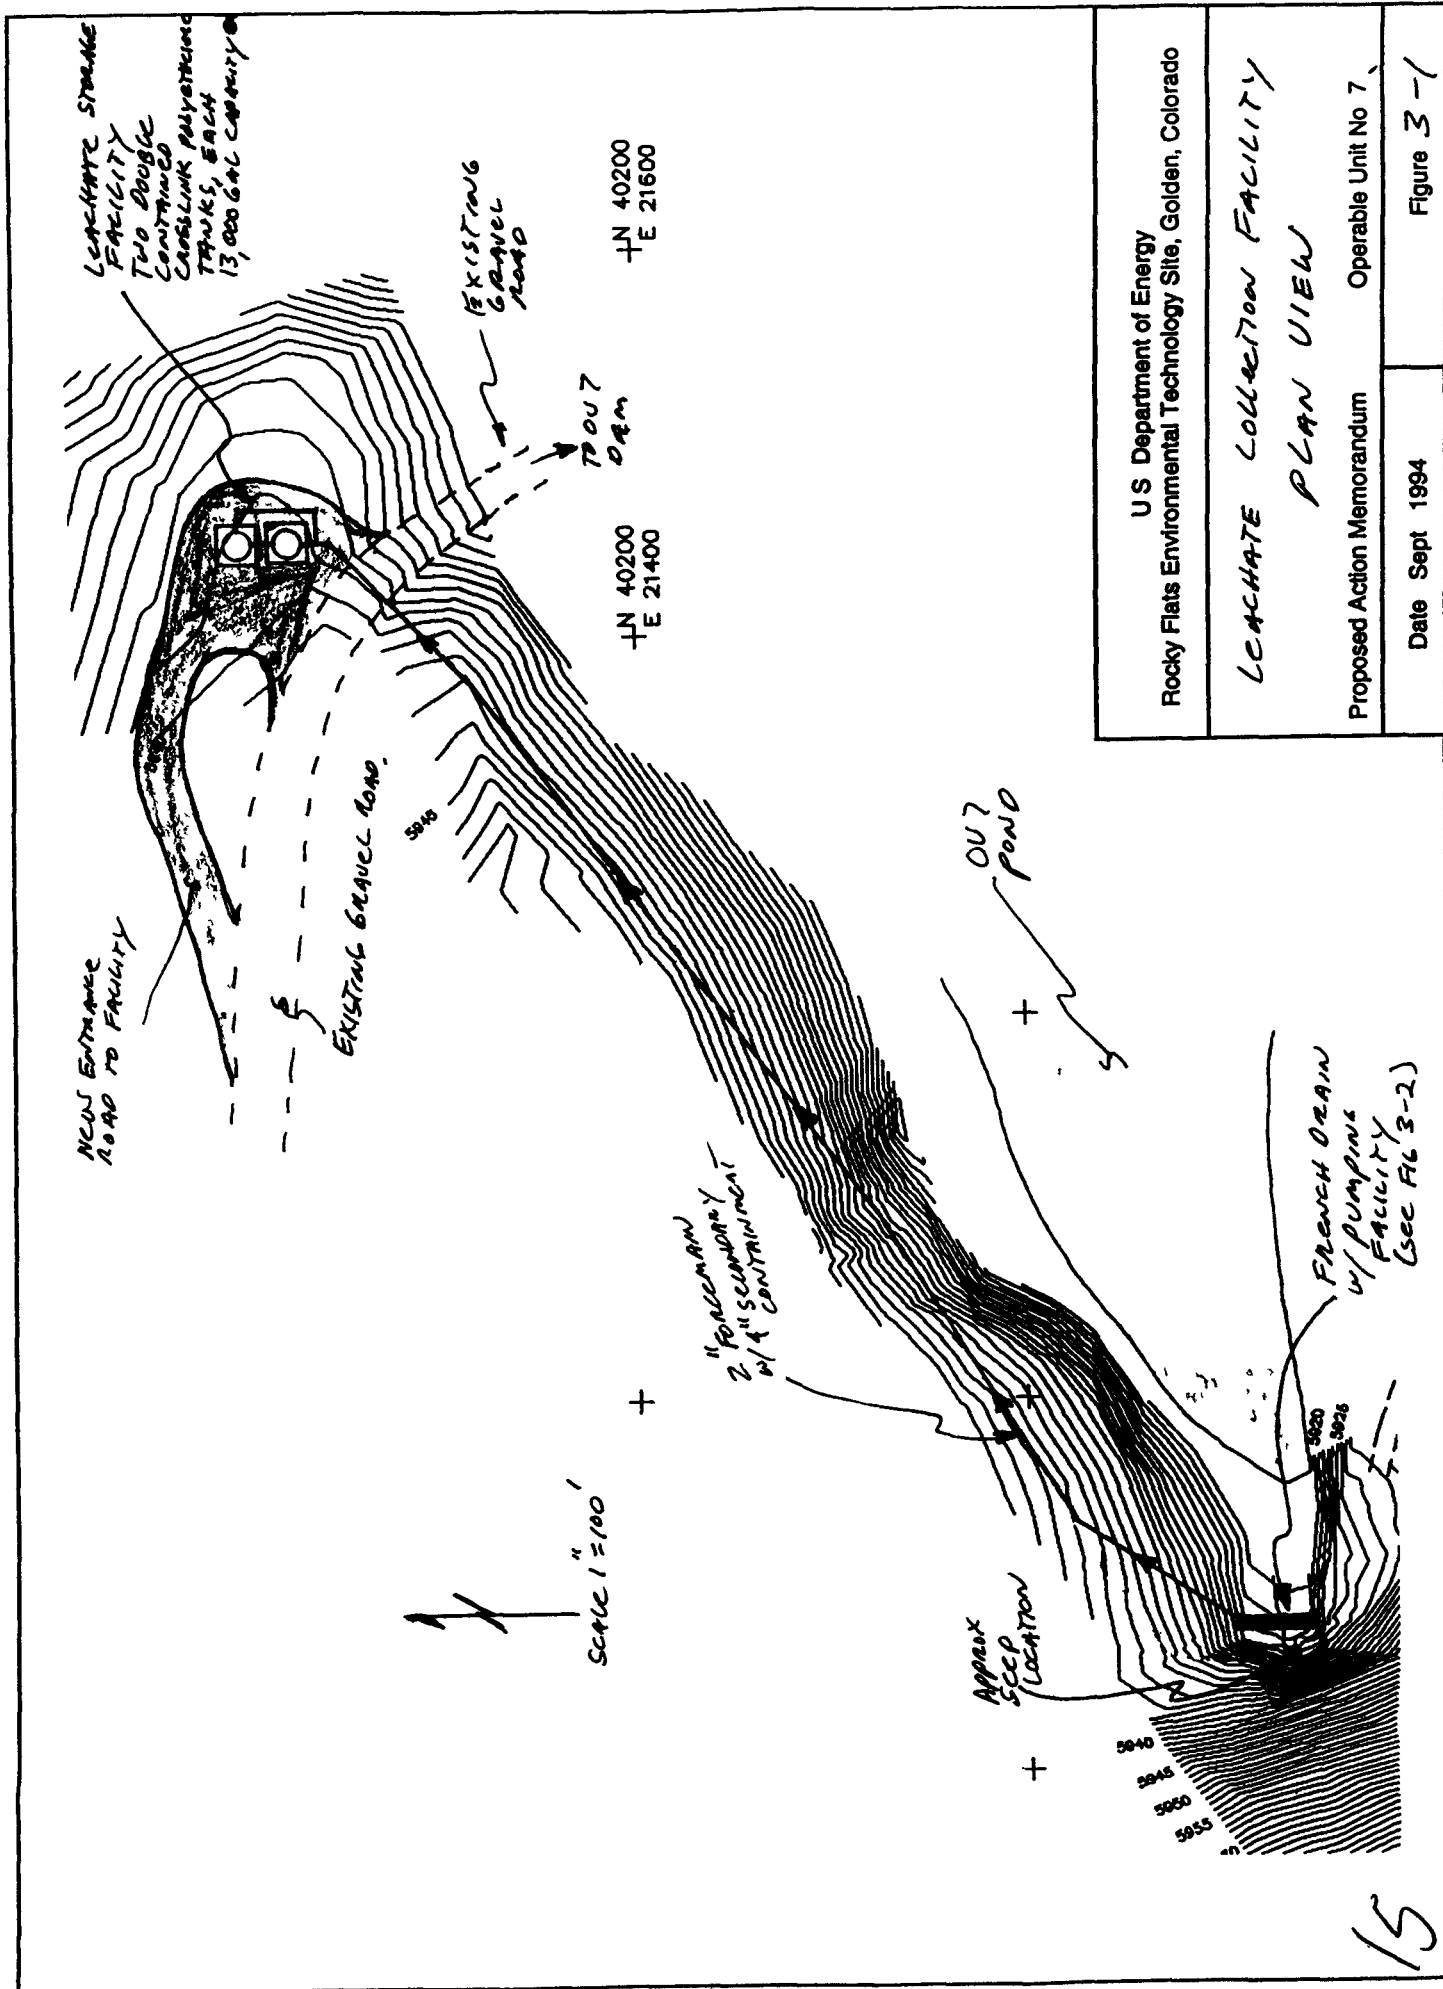 LEACHATE STORAGE
FACILITY
TWO DOUBLE
CONTAINED
CROSSLINK POLYETHYLENE
TANKS, EACH
13,000 GAL CAPACITY
NEW ENTRANCE
ROAD TO FACILITY
EXISTING GRAVEL ROAD.
EXISTING
GRAVEL
ROAD
TO OU7
DAM
5940
N 40200
E 21400
N 40200
E 21600
SCALE 1" = 100'
2" FORCEMAIN
w/ 4" SECONDARY
CONTAINMENT
OU7
POND
APPROX
SEEP
LOCATION
5940
5945
5950
5955
5920
5925
FRENCH DRAIN
w/ PUMPING
FACILITY
(SEE FIG 3-2)
U S Department of Energy
Rocky Flats Environmental Technology Site, Golden, Colorado
LEACHATE COLLECTION FACILITY
PLAN VIEW
Proposed Action Memorandum
Operable Unit No 7
Date Sept 1994
Figure 3-1
15